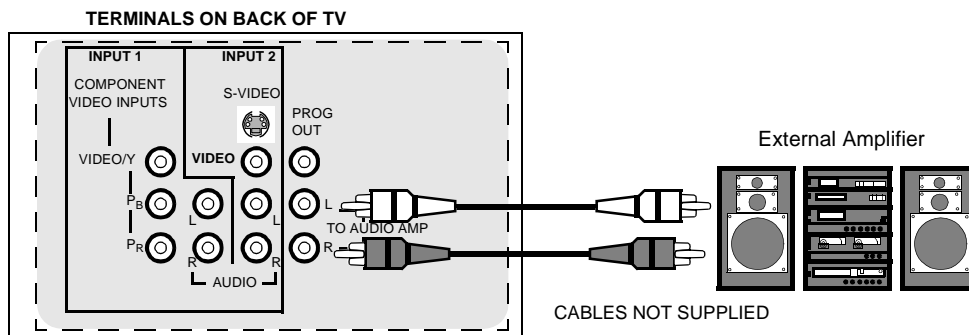 TERMINALS ON BACK OF TV
INPUT 1
INPUT 2
COMPONENT
VIDEO INPUTS
S-VIDEO
PROG
OUT
VIDEO/Y
VIDEO
PB
L
L
L
TO AUDIO AMP
PR
R
R
R
AUDIO
External Amplifier
CABLES NOT SUPPLIED